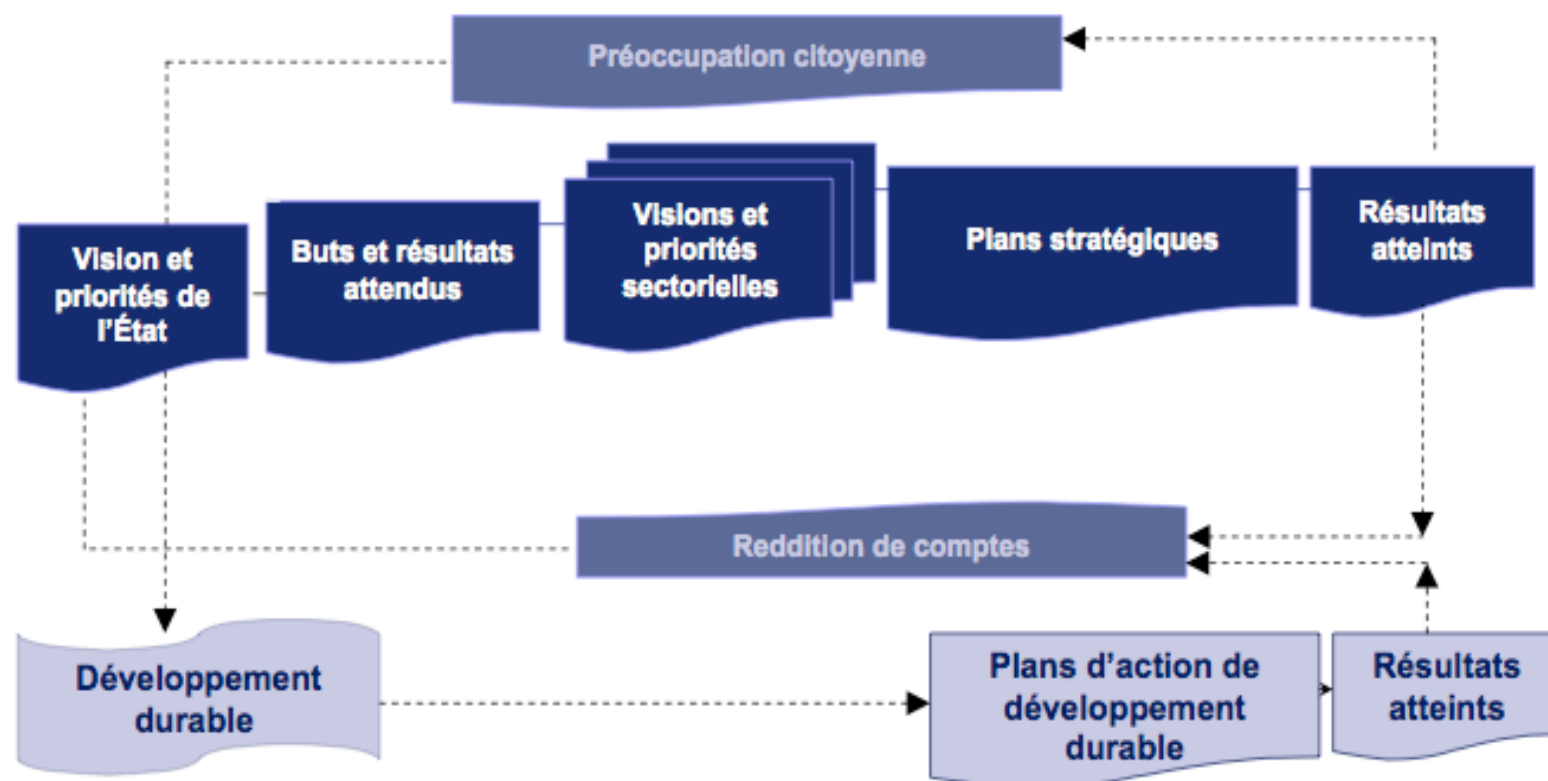 Préoccupation citoyenne
Vision et
priorités de
l'État
Buts et résultats
attendus
Visions et
priorités
sectorielles
Plans stratégiques
Résultats
atteints
Reddition de comptes
Développement
durable
Plans d'action de
développement
durable
Résultats
atteints